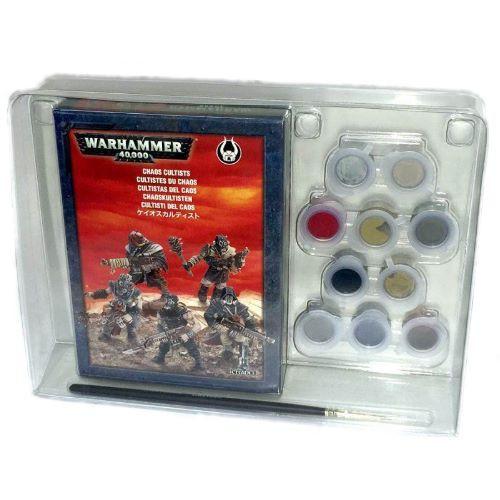 WARHAMMER
40,000
CHAOS CULTISTS
CULTISTES DU CHAOS
CULTISTAS DEL CAOS
CHAOSKULTISTEN
CULTISTI DEL CAOS
ケイオスカルティスト
CITADEL